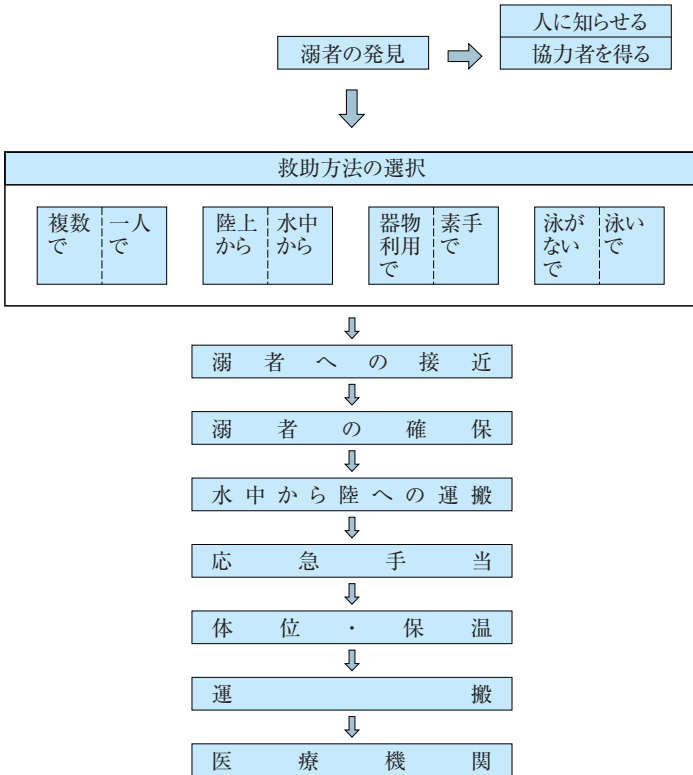 人に知らせる
溺者の発見
協力者を得る
救助方法の選択
複数で
一人で
陸上から
水中から
器物利用で
素手で
泳がないで
泳いで
溺者への接近
溺者の確保
水中から陸への運搬
応急手当
体位・保温
運搬
医療機関